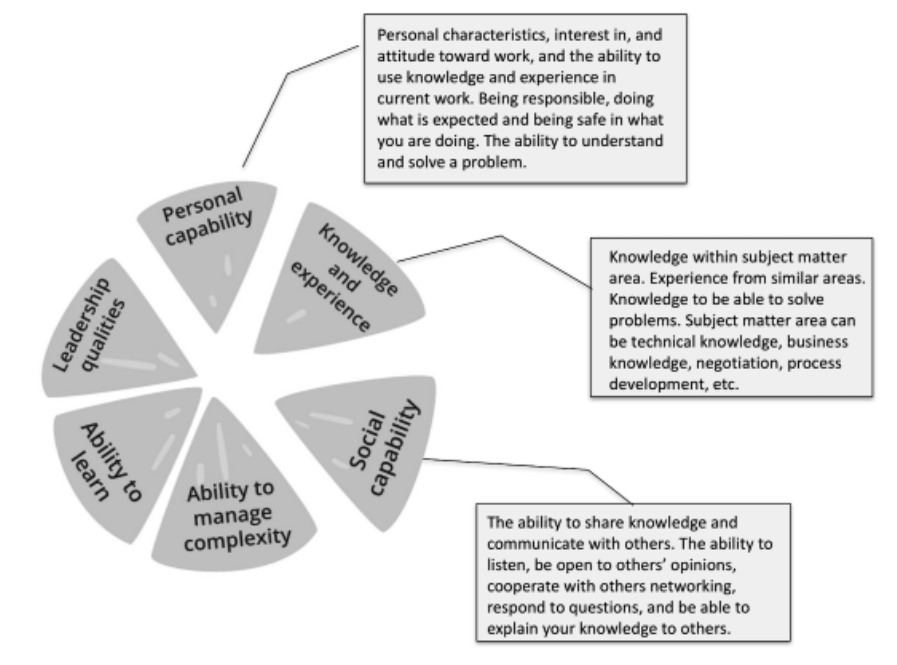 Personal characteristics, interest in, and
attitude toward work, and the ability to
use knowledge and experience in
current work. Being responsible, doing
what is expected and being safe in what
you are doing. The ability to understand
and solve a problem.
Personal
capability
Knowledge
and
experience
Knowledge within subject matter
area. Experience from similar areas.
Knowledge to be able to solve
problems. Subject matter area can
be technical knowledge, business
knowledge, negotiation, process
development, etc.
Leadership
qualities
Social
capability
Ability to
learn
Ability to
manage
complexity
The ability to share knowledge and
communicate with others. The ability to
listen, be open to others’ opinions,
cooperate with others networking,
respond to questions, and be able to
explain your knowledge to others.